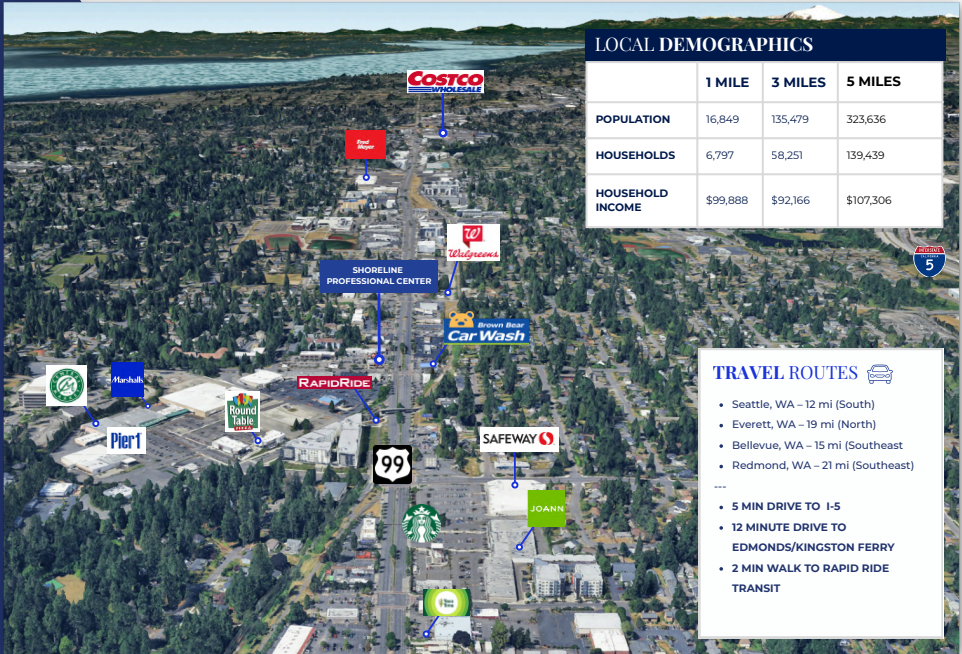 LOCAL DEMOGRAPHICS
1 MILE 3 MILES 5 MILES
POPULATION 16,849 135,479 323,636
HOUSEHOLDS 6,797 58,251 139,439
HOUSEHOLD
INCOME $99,888 $92,166 $107,306
COSTCO
WHOLESALE
Fred
Meyer
Walgreens
INTERSTATE
CALIFORNIA
5
SHORELINE
PROFESSIONAL CENTER
Brown Bear
Car Wash
Marshalls
RAPIDRIDE
Round
Table
PIZZA
Pier1
SAFEWAY
99
JOANN
TRAVEL ROUTES
• Seattle, WA – 12 mi (South)
• Everett, WA – 19 mi (North)
• Bellevue, WA – 15 mi (Southeast
• Redmond, WA – 21 mi (Southeast)
---
• 5 MIN DRIVE TO I-5
• 12 MINUTE DRIVE TO
EDMONDS/KINGSTON FERRY
• 2 MIN WALK TO RAPID RIDE
TRANSIT